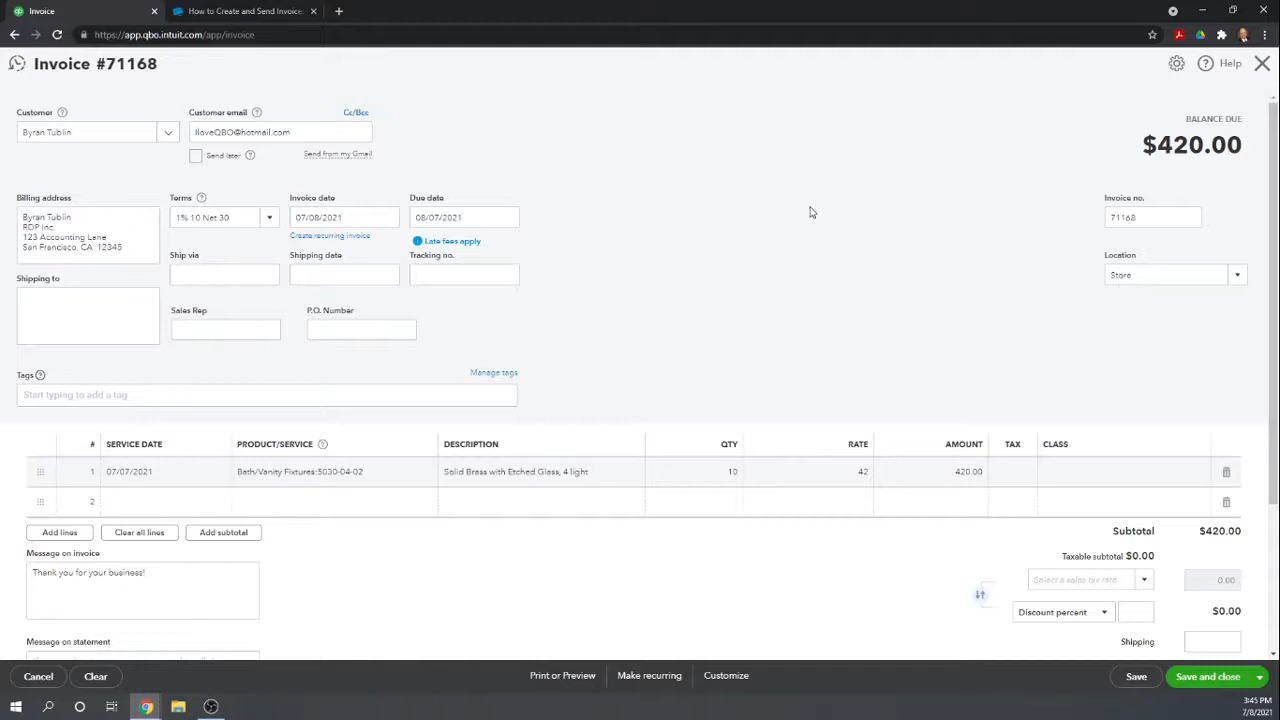 Invoice
How to Create and Send Invoice
https://app.qbo.intuit.com/app/invoice
Invoice #71168
Help
Customer
Customer email
Cc/Bcc
BALANCE DUE
Byran Tublin
IloveQBO@hotmail.com
$420.00
Send later
Send from my Gmail
Billing address
Terms
Invoice date
Due date
Invoice no.
Byran Tublin
RDP Inc.
123 Accounting Lane
San Francisco, CA 12345
1% 10 Net 30
07/08/2021
08/07/2021
71168
Create recurring invoice
Late fees apply
Ship via
Shipping date
Tracking no.
Location
Store
Shipping to
Sales Rep
P.O. Number
Tags
Manage tags
Start typing to add a tag
# SERVICE DATE PRODUCT/SERVICE DESCRIPTION QTY RATE AMOUNT TAX CLASS
1 07/07/2021 Bath/Vanity Fixtures:5030-04-02 Solid Brass with Etched Glass, 4 light 10 42 420.00
2
Add lines
Clear all lines
Add subtotal
Subtotal $420.00
Message on invoice
Taxable subtotal $0.00
Thank you for your business!
Select a sales tax rate
0.00
Discount percent
$0.00
Message on statement
Shipping
Cancel
Clear
Print or Preview
Make recurring
Customize
Save
Save and close
3:45 PM
7/8/2021